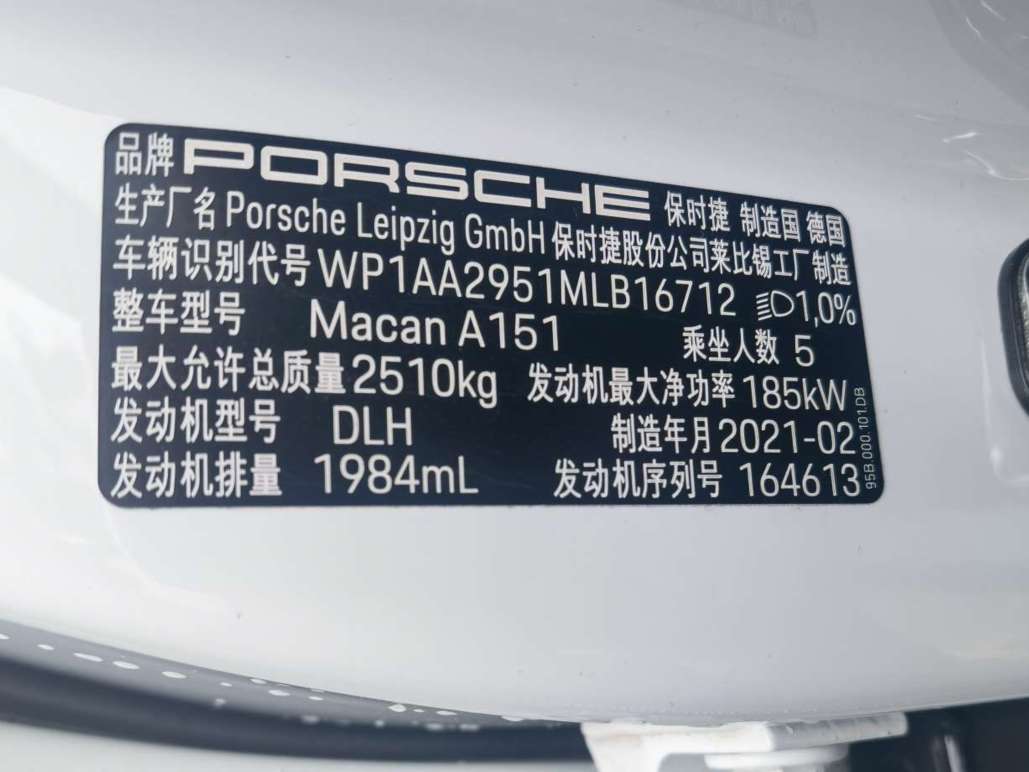 品牌 PORSCHE 保时捷 制造国 德国
生产厂名 Porsche Leipzig GmbH 保时捷股份公司莱比锡工厂制造
车辆识别代号 WP1AA2951MLB16712 1,0%
整车型号 Macan A151 乘坐人数 5
最大允许总质量 2510kg 发动机最大净功率 185kW
发动机型号 DLH 制造年月 2021-02
发动机排量 1984mL 发动机序列号 164613
95B.000.101.DB